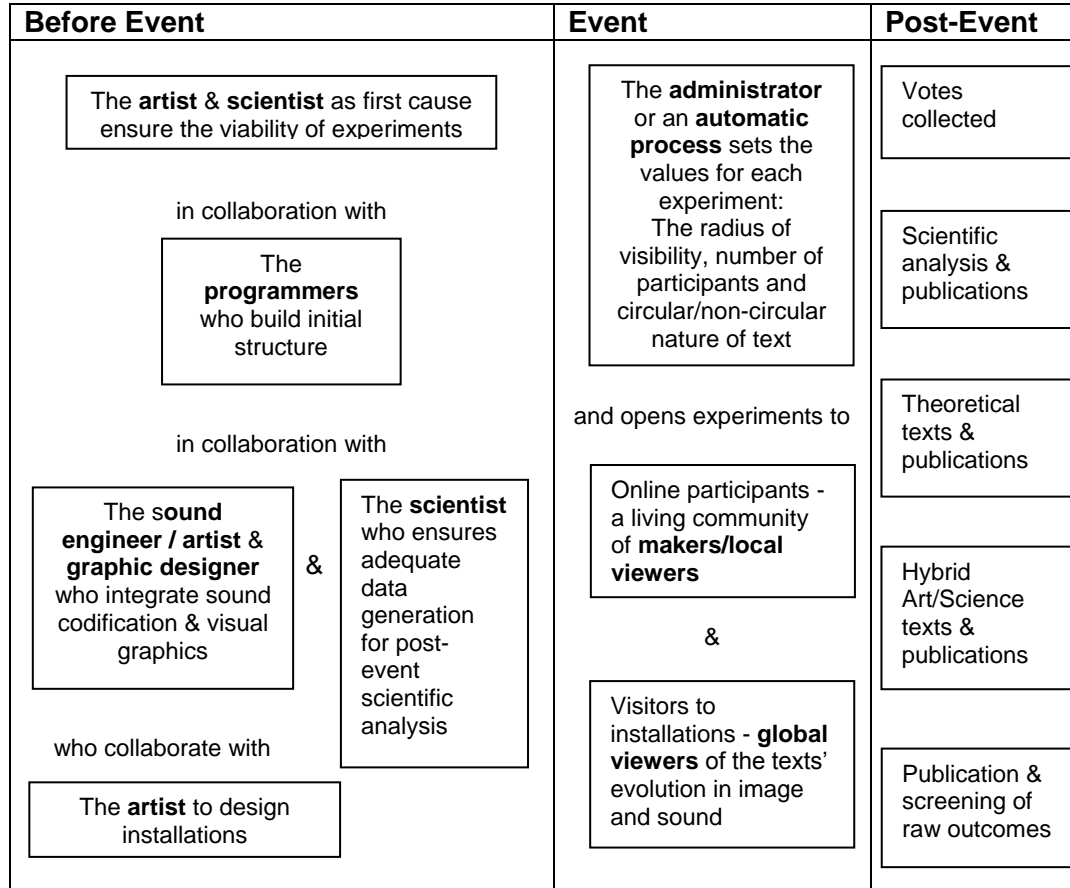 Before Event
The artist & scientist as first cause
ensure the viability of experiments
in collaboration with
The
programmers
who build initial
structure
in collaboration with
The sound
engineer / artist &
graphic designer
who integrate sound
codification & visual
graphics
&
The scientist
who ensures
adequate
data
generation
for post-
event
scientific
analysis
who collaborate with
The artist to design
installations
Event
The administrator
or an automatic
process sets the
values for each
experiment:
The radius of
visibility, number of
participants and
circular/non-circular
nature of text
and opens experiments to
Online participants -
a living community
of makers/local
viewers
&
Visitors to
installations - global
viewers of the texts’
evolution in image
and sound
Post-Event
Votes
collected
Scientific
analysis &
publications
Theoretical
texts &
publications
Hybrid
Art/Science
texts &
publications
Publication &
screening of
raw outcomes